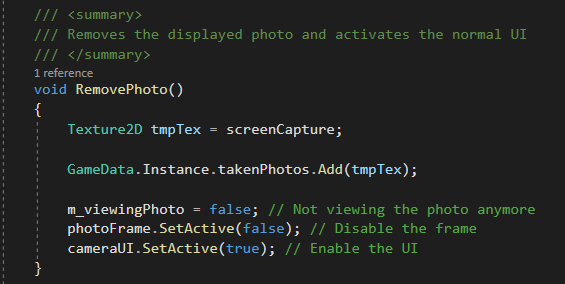 /// <summary>
/// Removes the displayed photo and activates the normal UI
/// </summary>
1 reference
void RemovePhoto()
{
Texture2D tmpTex = screenCapture;
GameData.Instance.takenPhotos.Add(tmpTex);
m_viewingPhoto = false; // Not viewing the photo anymore
photoFrame.SetActive(false); // Disable the frame
cameraUI.SetActive(true); // Enable the UI
}